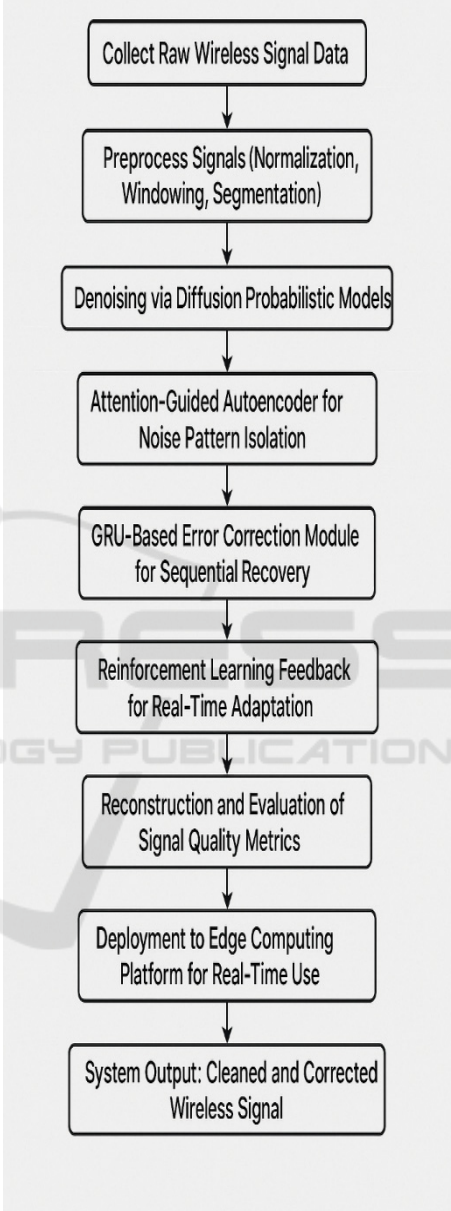 Collect Raw Wireless Signal Data
Preprocess Signals (Normalization,
Windowing, Segmentation)
Denoising via Diffusion Probabilistic Models
Attention-Guided Autoencoder for
Noise Pattern Isolation
GRU-Based Error Correction Module
for Sequential Recovery
RESS
Reinforcement Learning Feedback
for Real-Time Adaptation
OGY PUBLICATION
Reconstruction and Evaluation of
Signal Quality Metrics
Deployment to Edge Computing
Platform for Real-Time Use
System Output: Cleaned and Corrected
Wireless Signal